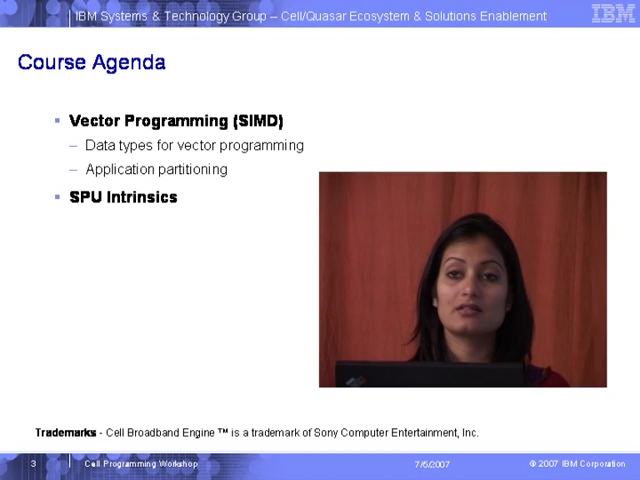 IBM Systems & Technology Group – Cell/Quasar Ecosystem & Solutions Enablement
IBM
Course Agenda
▪ Vector Programming (SIMD)
– Data types for vector programming
– Application partitioning
▪ SPU Intrinsics
Trademarks - Cell Broadband Engine ™ is a trademark of Sony Computer Entertainment, Inc.
3 Cell Programming Workshop 7/5/2007 © 2007 IBM Corporation